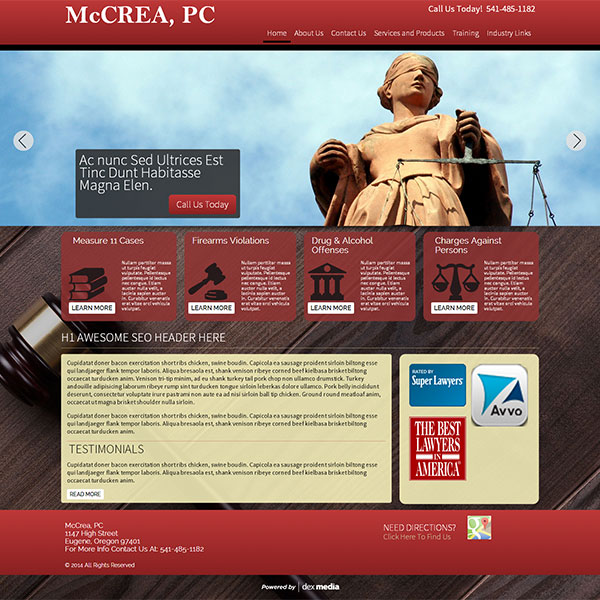 McCREA, PC
Call Us Today! 541-485-1182
Home About Us Contact Us Services and Products Training Industry Links
Ac nunc Sed Ultrices Est
Tinc Dunt Habitasse
Magna Elen.
Call Us Today
Measure 11 Cases
Nullam porttitor massa
ut turpis feugiat
vulputate. Pellentesque
pellentesque id lectus
nec congue. Etiam
auctor nulla velit, a
lacinia sapien auctor
in. Curabitur venenatis
erat vitae orci vehicula
volutpat.
LEARN MORE
Firearms Violations
Nullam porttitor massa
ut turpis feugiat
vulputate. Pellentesque
pellentesque id lectus
nec congue. Etiam
auctor nulla velit, a
lacinia sapien auctor
in. Curabitur venenatis
erat vitae orci vehicula
volutpat.
LEARN MORE
Drug & Alcohol
Offenses
Nullam porttitor massa
ut turpis feugiat
vulputate. Pellentesque
pellentesque id lectus
nec congue. Etiam
auctor nulla velit, a
lacinia sapien auctor
in. Curabitur venenatis
erat vitae orci vehicula
volutpat.
LEARN MORE
Charges Against
Persons
Nullam porttitor massa
ut turpis feugiat
vulputate. Pellentesque
pellentesque id lectus
nec congue. Etiam
auctor nulla velit, a
lacinia sapien auctor
in. Curabitur venenatis
erat vitae orci vehicula
volutpat.
LEARN MORE
H1 AWESOME SEO HEADER HERE
Cupidatat doner bacon exercitation short ribs chicken, swine boudin. Capicola ea sausage proident sirloin biltong esse
qui landjaeger flank tempor laboris. Aliqua bresaola est, shank venison ribeye corned beef kielbasa brisket biltong
occaecat turducken anim. Venison tri-tip minim, ad eu shank turkey tail pork chop non ullamco drumstick. Turkey
andouille adipisicing laborum ribeye rump sint turducken tongue sirloin leberkas dolore ullamco. Pork belly incididunt
deserunt, consectetur voluptate irure pastrami non aute ea ad nisi sirloin ball tip chicken. Ground round meatloaf anim,
occaecat ut magna brisket shoulder nulla sirloin.
Cupidatat doner bacon exercitation short ribs chicken, swine boudin. Capicola ea sausage proident sirloin biltong esse
qui landjaeger flank tempor laboris. Aliqua bresaola est, shank venison ribeye corned beef kielbasa brisket biltong
occaecat turducken anim.
TESTIMONIALS
Cupidatat doner bacon exercitation short ribs chicken, swine boudin. Capicola ea sausage proident sirloin biltong esse
qui landjaeger flank tempor laboris. Aliqua bresaola est, shank venison ribeye corned beef kielbasa brisket biltong
occaecat turducken anim.
READ MORE
RATED BY
Super Lawyers
Avvo
THE BEST
LAWYERS
IN
AMERICA
McCrea, PC
1147 High Street
Eugene, Oregon 97401
For More Info Contact Us At: 541-485-1182
© 2014 All Rights Reserved
NEED DIRECTIONS?
Click Here To Find Us
Powered by dex media